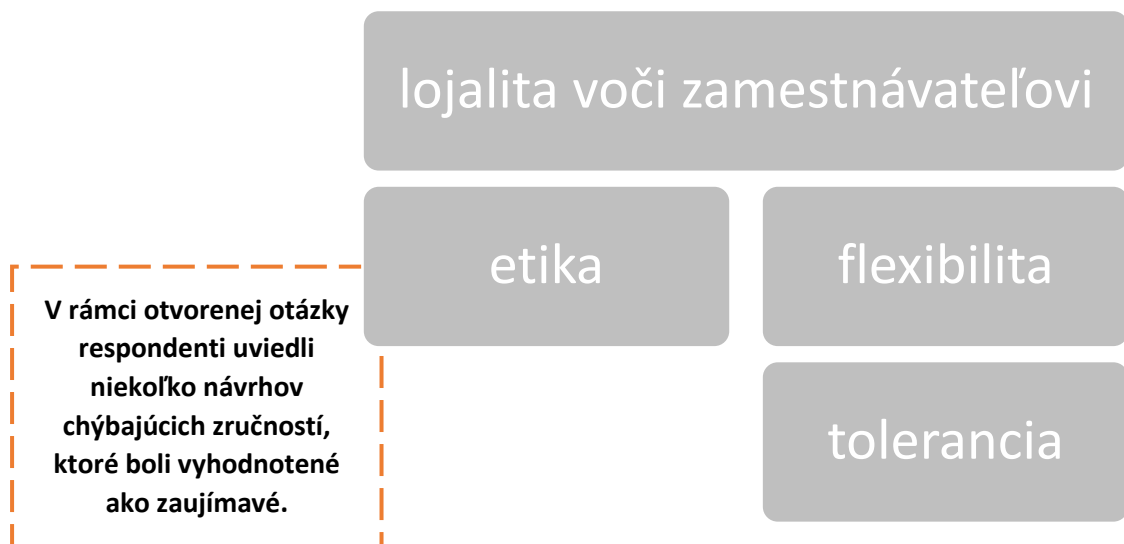 lojalita voči zamestnávateľovi
etika
flexibilita
V rámci otvorenej otázky
respondenti uviedli
niekoľko návrhov
chýbajúcich zručností,
ktoré boli vyhodnotené
ako zaujímavé.
tolerancia